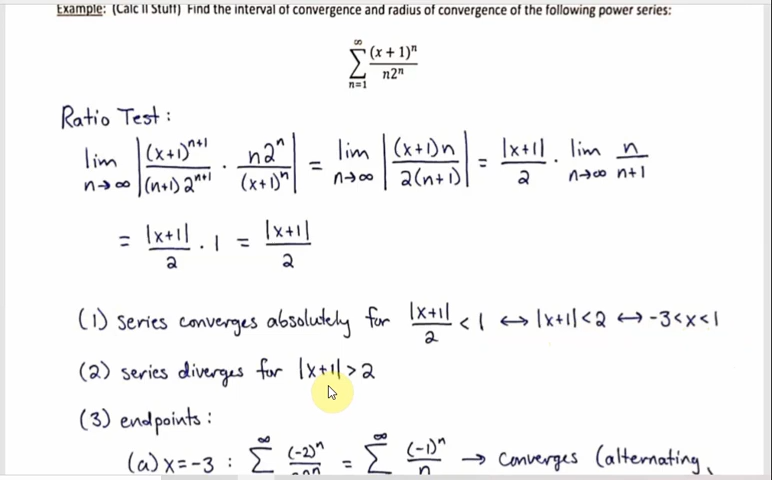 Example: (Calc II Stuff) Find the interval of convergence and radius of convergence of the following power series:
∞ ∑ n=1 (x + 1)ⁿ / n2ⁿ
Ratio Test:
lim n→∞ |(x+1)ⁿ⁺¹ / (n+1) 2ⁿ⁺¹ · n2ⁿ / (x+1)ⁿ| = lim n→∞ |(x+1)n / 2(n+1)| = |x+1| / 2 · lim n→∞ n / n+1
= |x+1| / 2 · 1 = |x+1| / 2
(1) series converges absolutely for |x+1| / 2 < 1 ↔ |x+1| < 2 ↔ -3 < x < 1
(2) series diverges for |x+1| > 2
(3) endpoints:
(a) x = -3 : ∞ ∑ (-2)ⁿ = ∞ ∑ (-1)ⁿ / n → converges (alternating,